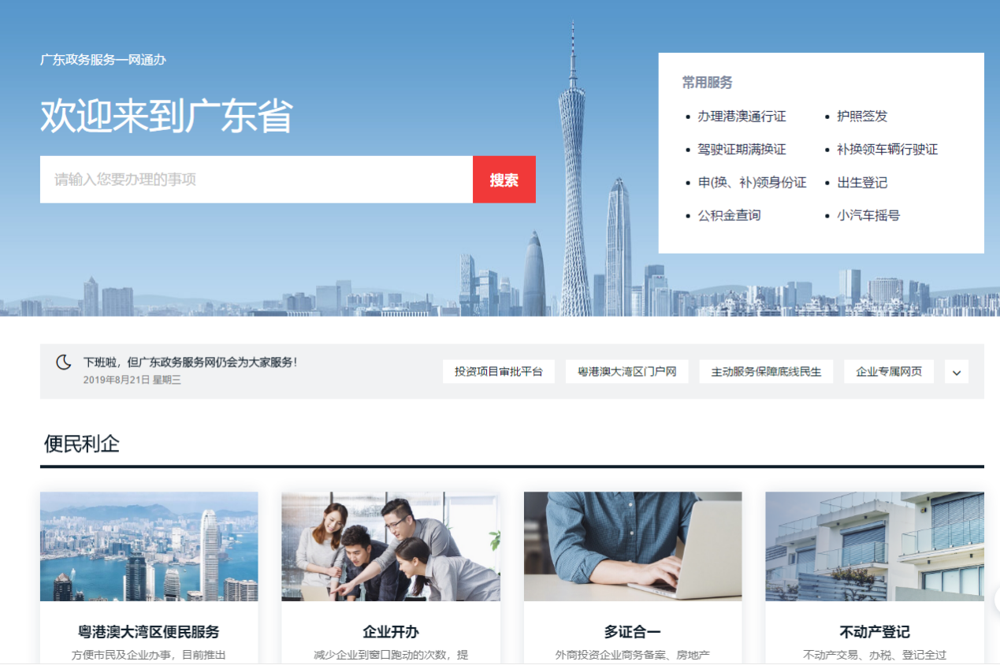 广东政务服务一网通办
欢迎来到广东省
请输入您要办理的事项
搜索
常用服务
办理港澳通行证
护照签发
驾驶证期满换证
补换领车辆行驶证
申(换、补)领身份证
出生登记
公积金查询
小汽车摇号
下班啦，但广东政务服务网仍会为大家服务！
2019年8月21日 星期三
投资项目审批平台
粤港澳大湾区门户网
主动服务保障底线民生
企业专属网页
便民利企
粤港澳大湾区便民服务
方便市民及企业办事，目前推出
企业开办
减少企业到窗口跑动的次数，提
多证合一
外商投资企业商务备案、房地产
不动产登记
不动产交易、办税、登记全过